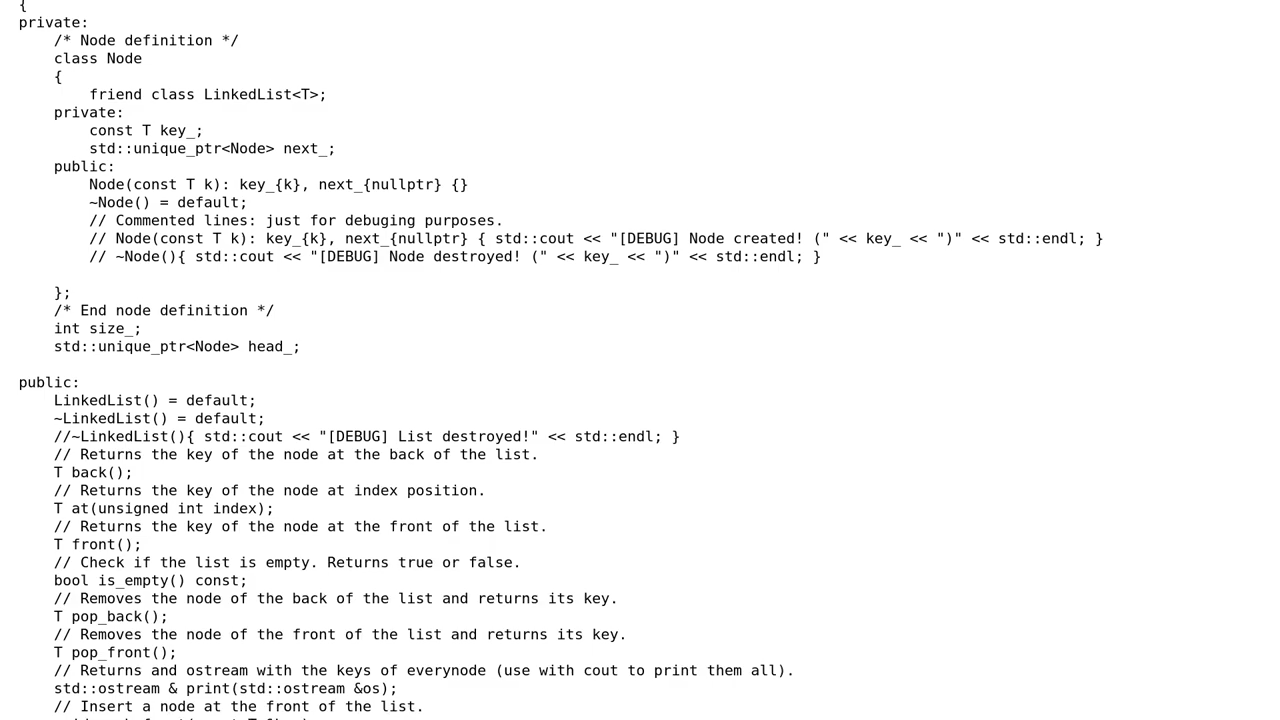 {
private:
    /* Node definition */
    class Node
    {
        friend class LinkedList<T>;
    private:
        const T key_;
        std::unique_ptr<Node> next_;
    public:
        Node(const T k): key_{k}, next_{nullptr} {}
        ~Node() = default;
        // Commented lines: just for debuging purposes.
        // Node(const T k): key_{k}, next_{nullptr} { std::cout << "[DEBUG] Node created! (" << key_ << ")" << std::endl; }
        // ~Node(){ std::cout << "[DEBUG] Node destroyed! (" << key_ << ")" << std::endl; }

    };
    /* End node definition */
    int size_;
    std::unique_ptr<Node> head_;

public:
    LinkedList() = default;
    ~LinkedList() = default;
    //~LinkedList(){ std::cout << "[DEBUG] List destroyed!" << std::endl; }
    // Returns the key of the node at the back of the list.
    T back();
    // Returns the key of the node at index position.
    T at(unsigned int index);
    // Returns the key of the node at the front of the list.
    T front();
    // Check if the list is empty. Returns true or false.
    bool is_empty() const;
    // Removes the node of the back of the list and returns its key.
    T pop_back();
    // Removes the node of the front of the list and returns its key.
    T pop_front();
    // Returns and ostream with the keys of everynode (use with cout to print them all).
    std::ostream & print(std::ostream &os);
    // Insert a node at the front of the list.